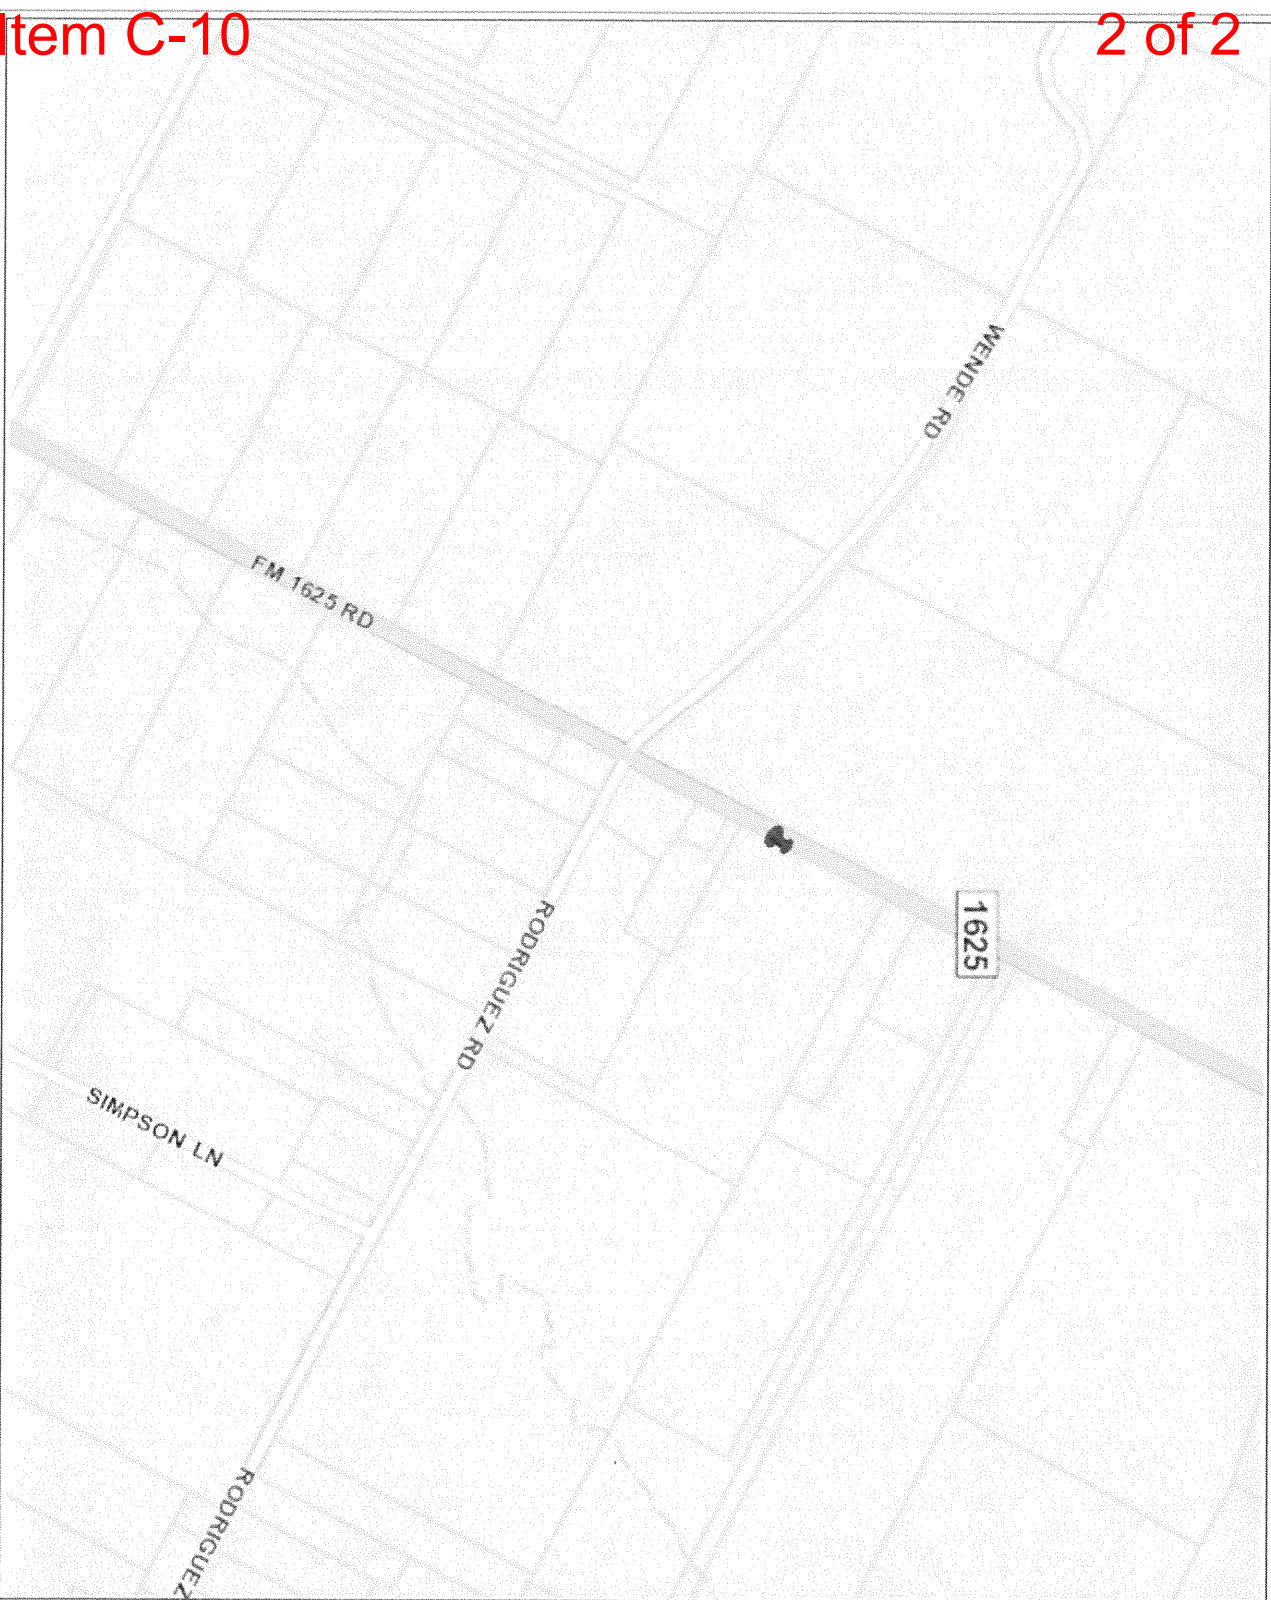 Item C-10
2 of 2
WENDE RD
FM 1625 RD
1625
RODRIGUEZ RD
SIMPSON LN
RODRIGUEZ